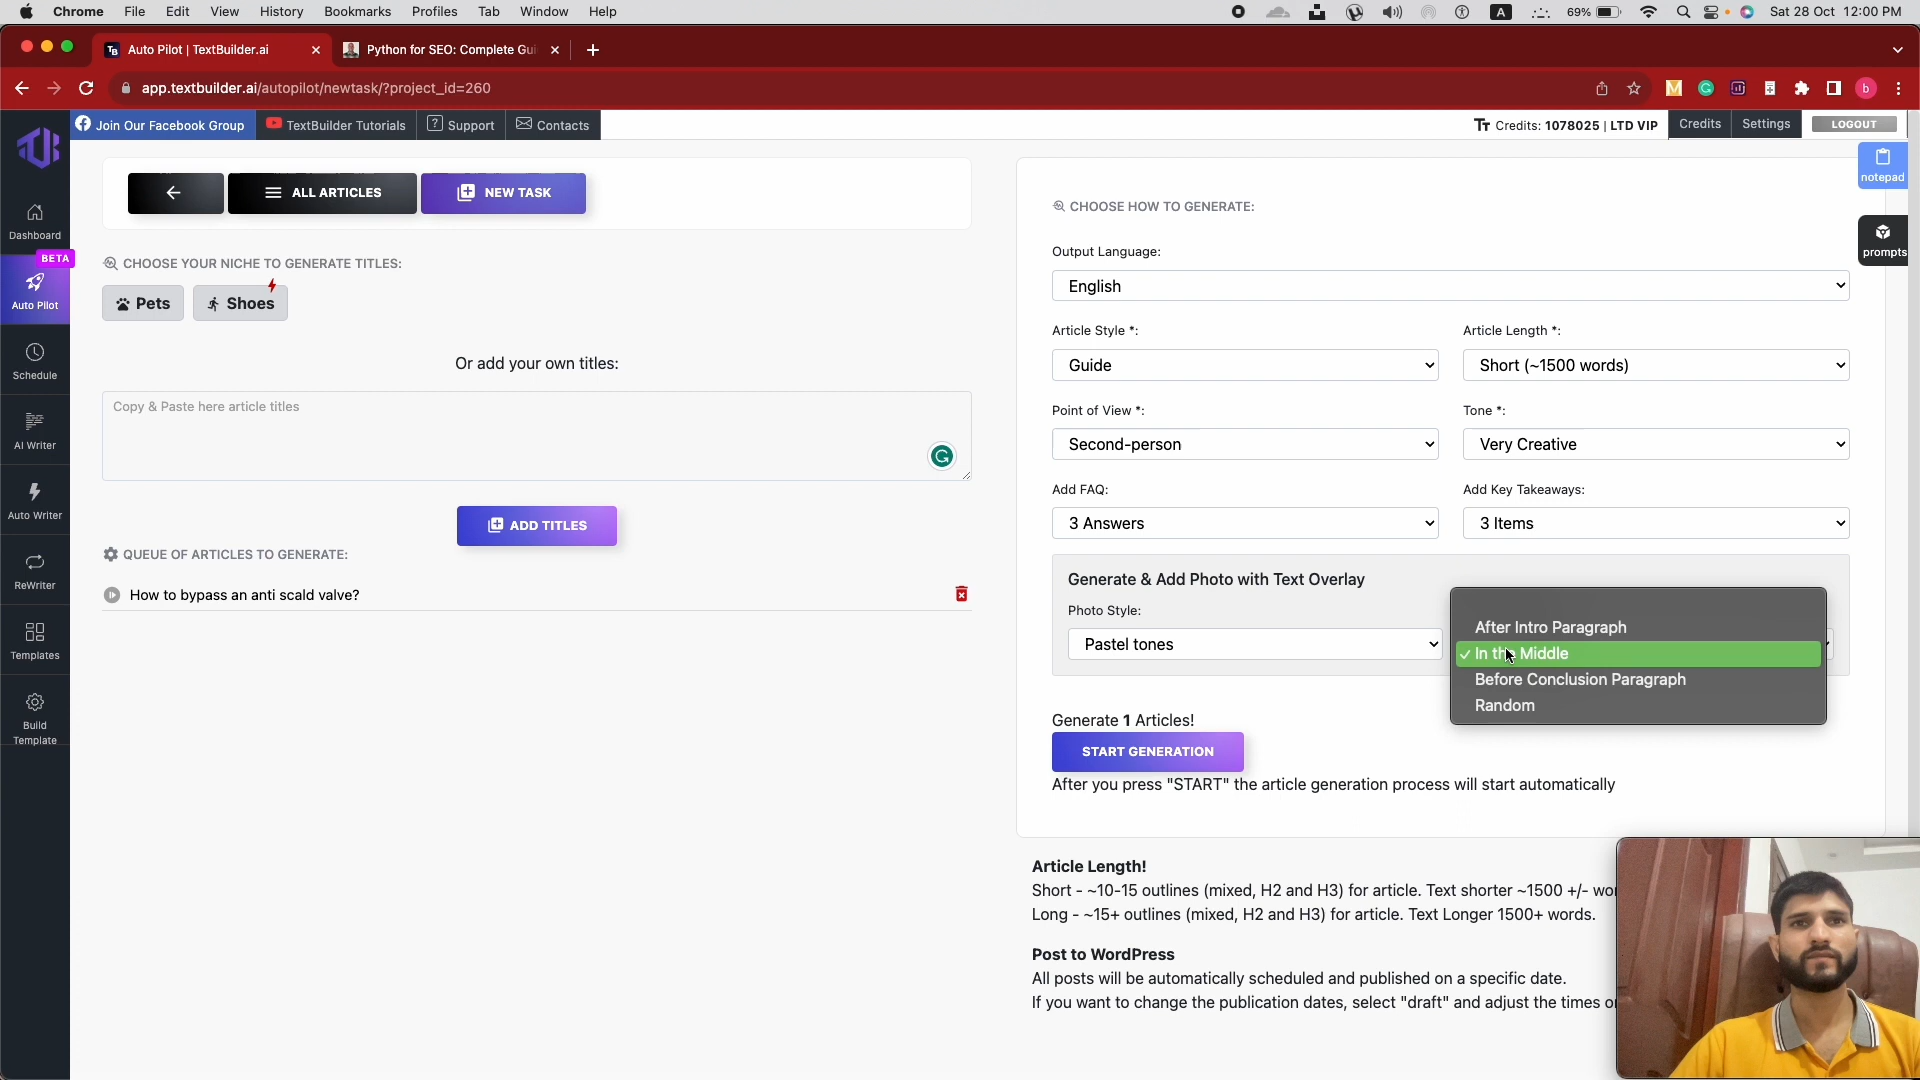 Chrome File Edit View History Bookmarks Profiles Tab Window Help
A 69% Sat 28 Oct 12:00 PM
Auto Pilot | TextBuilder.ai
Python for SEO: Complete Gui
app.textbuilder.ai/autopilot/newtask/?project_id=260
M b
Join Our Facebook Group TextBuilder Tutorials Support Contacts
Credits: 1078025 | LTD VIP Credits Settings LOGOUT
notepad
prompts
Dashboard
BETA
Auto Pilot
Schedule
AI Writer
Auto Writer
ReWriter
Templates
Build
Template
ALL ARTICLES
NEW TASK
CHOOSE YOUR NICHE TO GENERATE TITLES:
Pets Shoes
Or add your own titles:
Copy & Paste here article titles
ADD TITLES
QUEUE OF ARTICLES TO GENERATE:
How to bypass an anti scald valve?
CHOOSE HOW TO GENERATE:
Output Language:
English
Article Style *: Article Length *:
Guide Short (~1500 words)
Point of View *: Tone *:
Second-person Very Creative
Add FAQ: Add Key Takeaways:
3 Answers 3 Items
Generate & Add Photo with Text Overlay
Photo Style:
Pastel tones
After Intro Paragraph
In the Middle
Before Conclusion Paragraph
Random
Generate 1 Articles!
START GENERATION
After you press "START" the article generation process will start automatically
Article Length!
Short - ~10-15 outlines (mixed, H2 and H3) for article. Text shorter ~1500 +/-
Long - ~15+ outlines (mixed, H2 and H3) for article. Text Longer 1500+ words.
Post to WordPress
All posts will be automatically scheduled and published on a specific date.
If you want to change the publication dates, select "draft" and adjust the times